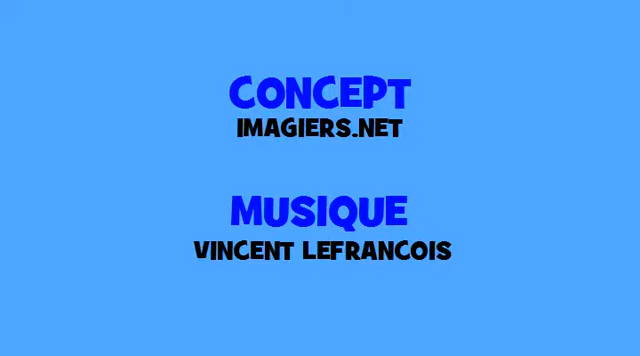 CONCEPT
IMAGIERS.NET
MUSIQUE
VINCENT LEFRANCOIS